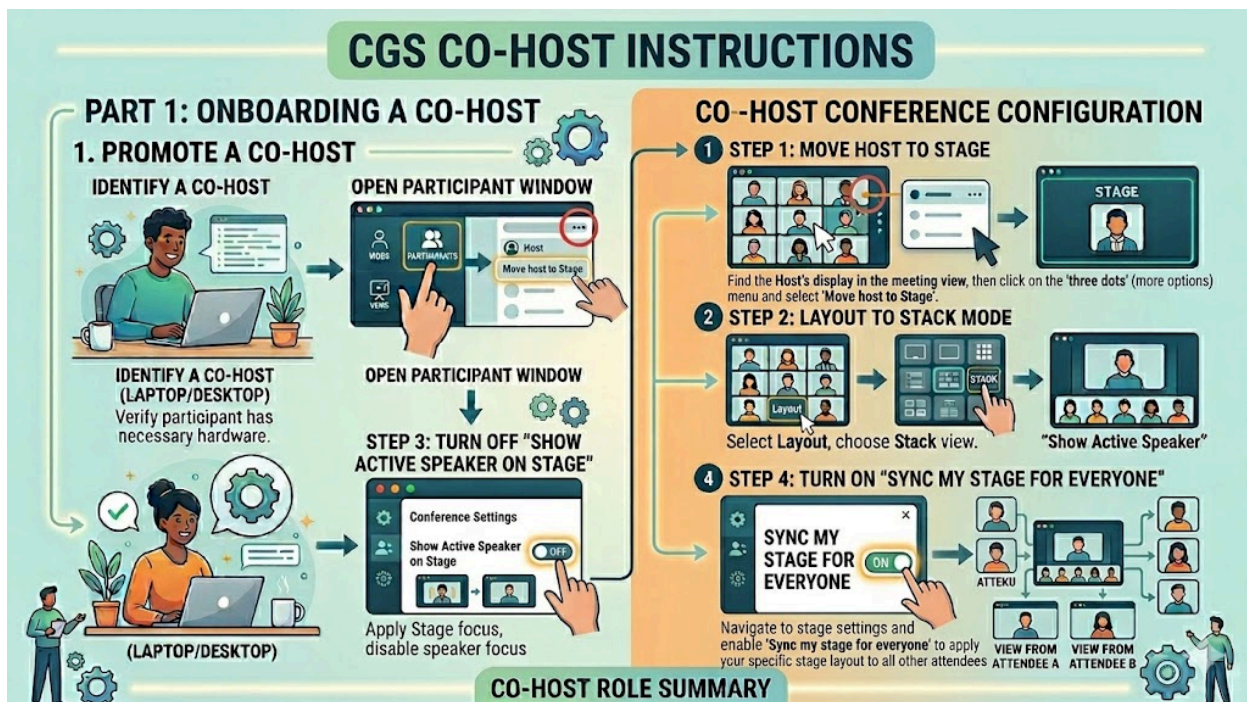 CGS CO-HOST INSTRUCTIONS
PART 1: ONBOARDING A CO-HOST
1. PROMOTE A CO-HOST
IDENTIFY A CO-HOST
IDENTIFY A CO-HOST
(LAPTOP/DESKTOP)
Verify participant has
necessary hardware.
(LAPTOP/DESKTOP)
OPEN PARTICIPANT WINDOW
Host
Move host to Stage
OPEN PARTICIPANT WINDOW
STEP 3: TURN OFF "SHOW
ACTIVE SPEAKER ON STAGE"
Conference Settings
Show Active Speaker
on Stage
OFF
Apply Stage focus,
disable speaker focus
CO--HOST CONFERENCE CONFIGURATION
1 STEP 1: MOVE HOST TO STAGE
STAGE
Find the Host's display in the meeting view, then click on the 'three dots' (more options)
menu and select 'Move host to Stage'.
2 STEP 2: LAYOUT TO STACK MODE
Layout
Select Layout, choose Stack view.
"Show Active Speaker"
4 STEP 4: TURN ON "SYNC MY STAGE FOR EVERYONE"
SYNC MY
STAGE FOR
EVERYONE
ON
X
ATTEKU
VIEW FROM
ATTENDEE A
VIEW FROM
ATTENDEE B
Navigate to stage settings and
enable 'Sync my stage for everyone' to apply
your specific stage layout to all other attendees
CO-HOST ROLE SUMMARY